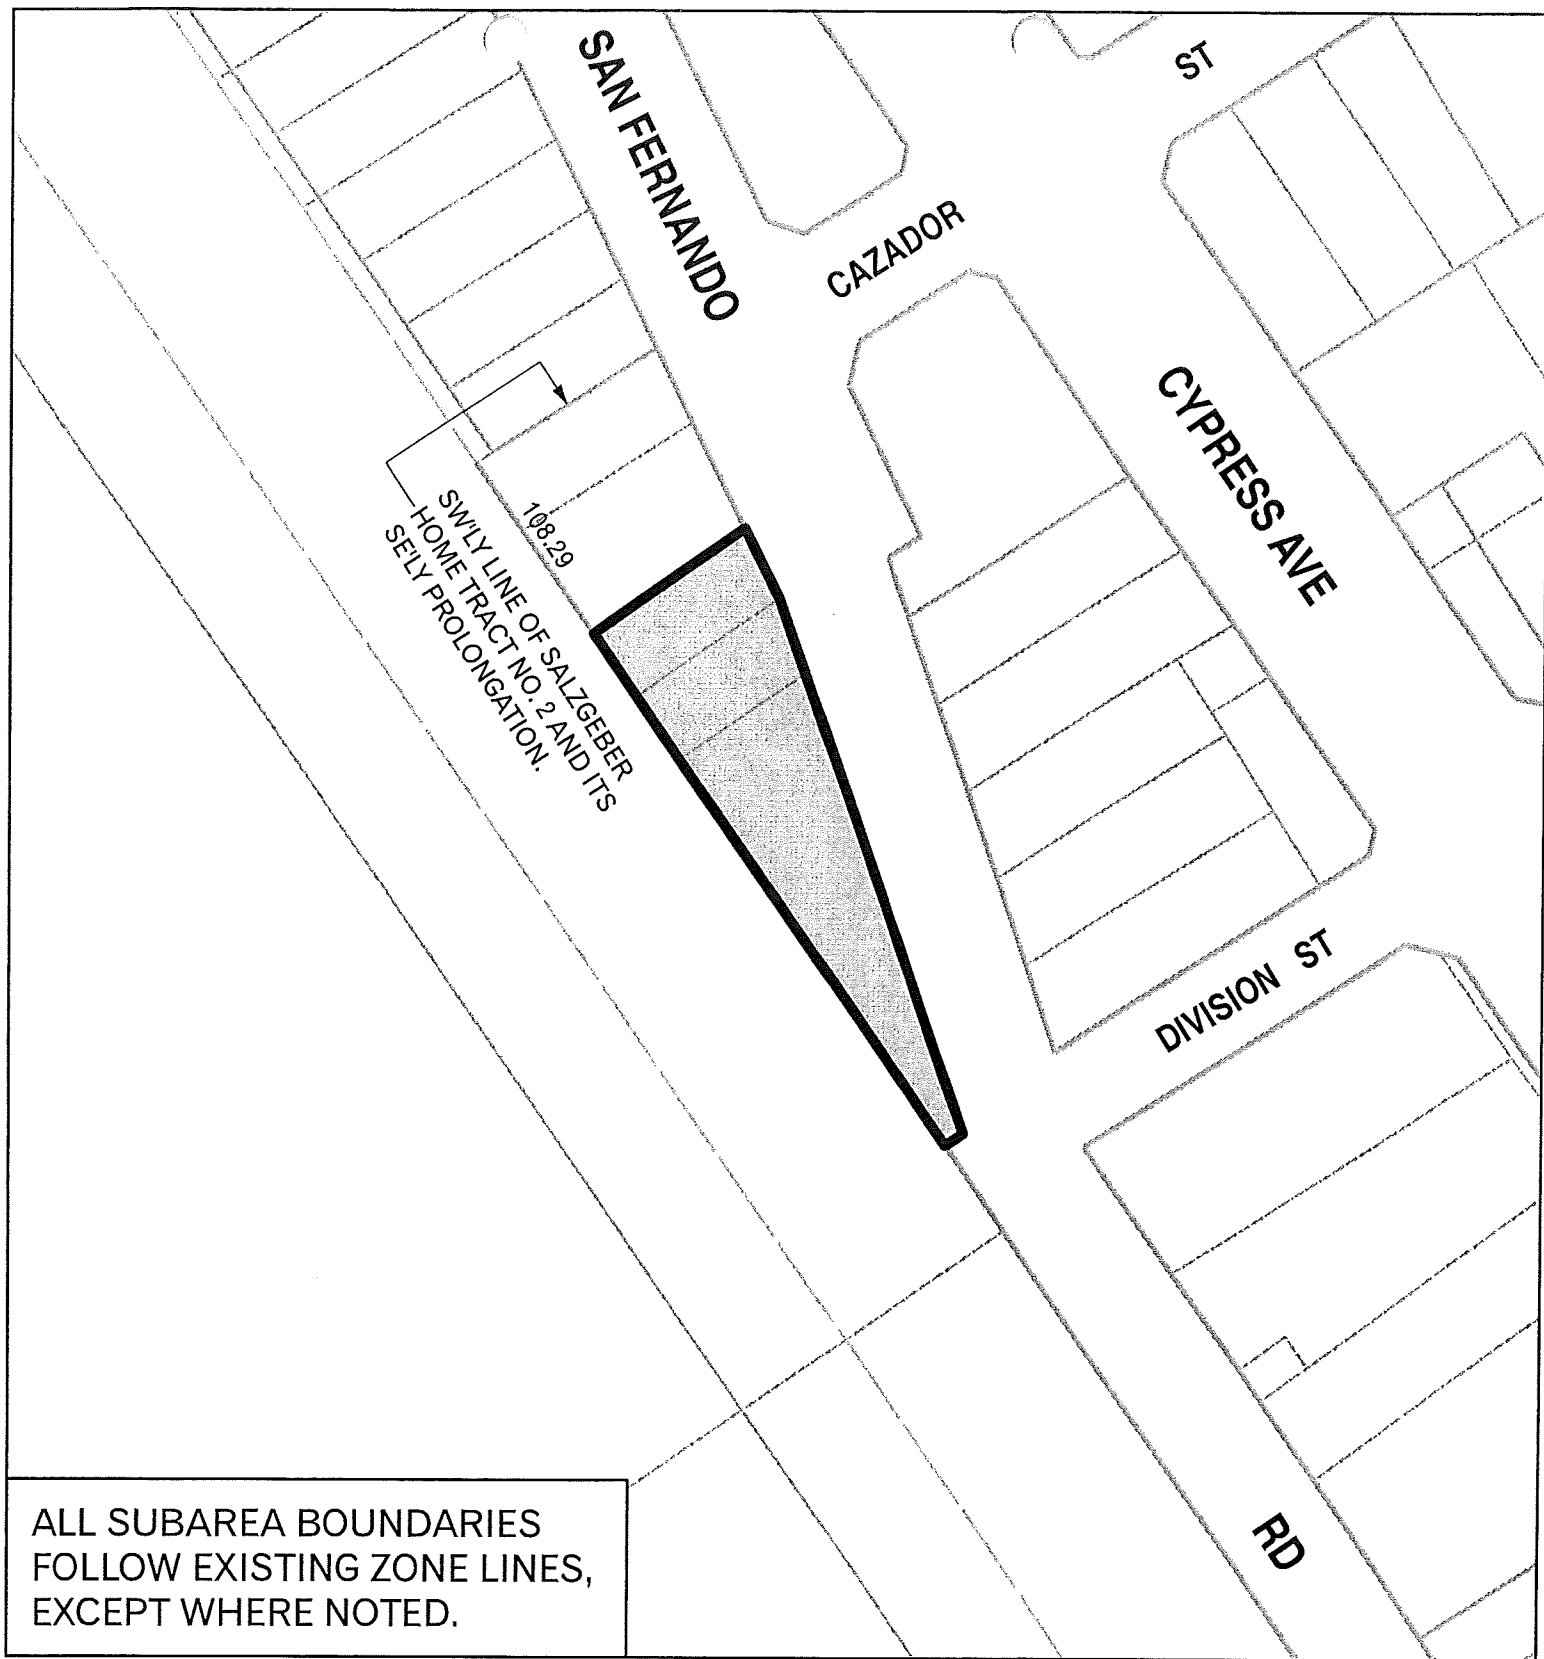 SAN FERNANDO
CAZADOR
ST
CYPRESS AVE
108.29
SW'LY LINE OF SALZGEBER
HOME TRACT NO. 2 AND ITS
SE'LY PROLONGATION.
DIVISION ST
RD
ALL SUBAREA BOUNDARIES
FOLLOW EXISTING ZONE LINES,
EXCEPT WHERE NOTED.